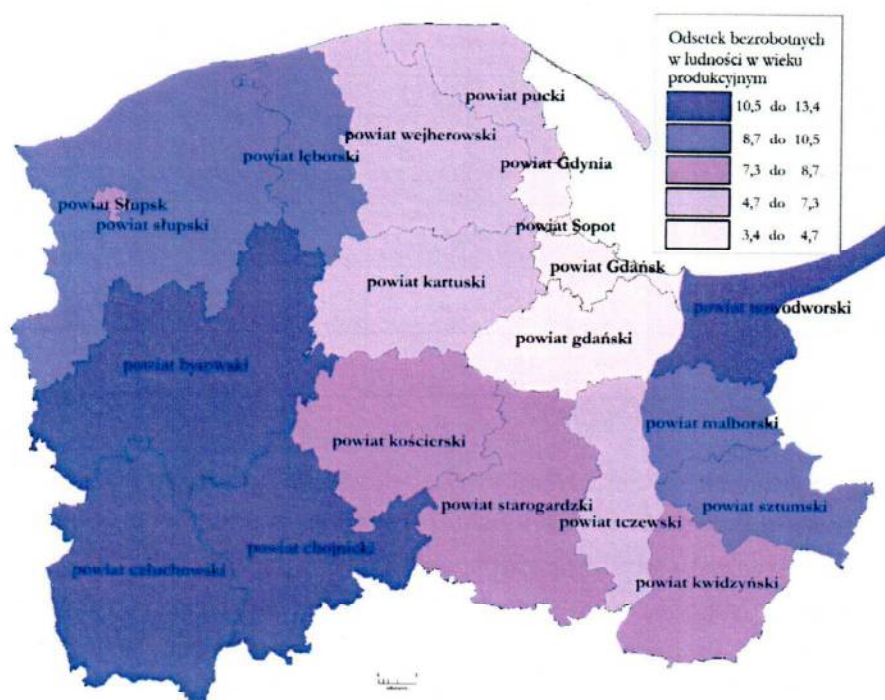 Odsetek bezrobotnych
w ludności w wieku
produkcyjnym
10,5 do 13,4
8,7 do 10,5
7,3 do 8,7
4,7 do 7,3
3,4 do 4,7
powiat pucki
powiat wejherowski
powiat lęborski
powiat Gdynia
powiat Słupsk
powiat słupski
powiat Sopot
powiat Gdańsk
powiat kartuski
powiat nowodworski
powiat gdański
powiat bytowski
powiat malborski
powiat kościerski
powiat sztumski
powiat starogardzki
powiat tczewski
powiat chojnicki
powiat człuchowski
powiat kwidzyński